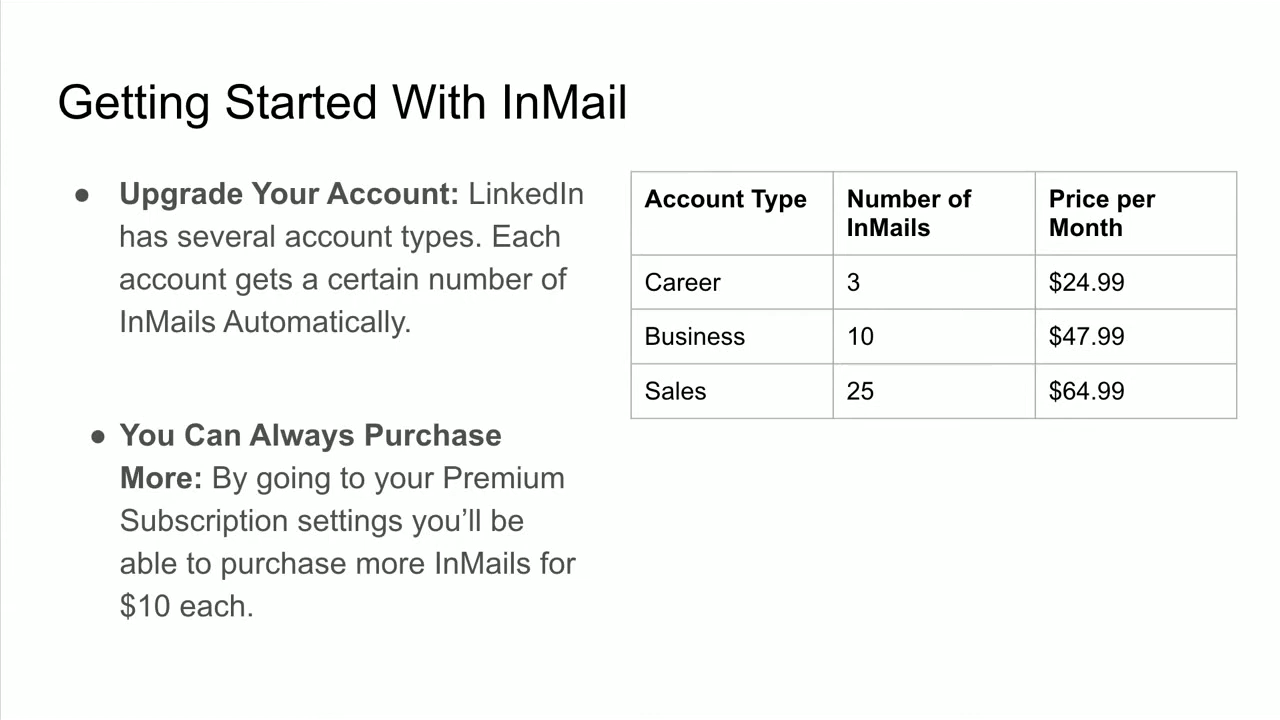 Getting Started With InMail
● Upgrade Your Account: LinkedIn
has several account types. Each
account gets a certain number of
InMails Automatically.
● You Can Always Purchase
More: By going to your Premium
Subscription settings you’ll be
able to purchase more InMails for
$10 each.
Account Type Number of InMails Price per Month
Career 3 $24.99
Business 10 $47.99
Sales 25 $64.99